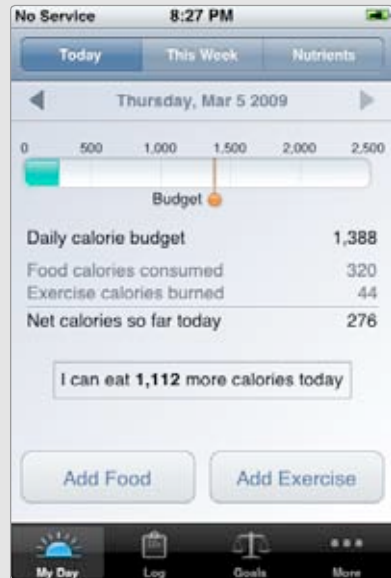 No Service 8:27 PM
Today This Week Nutrients
Thursday, Mar 5 2009
0 500 1,000 1,500 2,000 2,500
Budget
Daily calorie budget 1,388
Food calories consumed 320
Exercise calories burned 44
Net calories so far today 276
I can eat 1,112 more calories today
Add Food Add Exercise
My Day Log Goals More